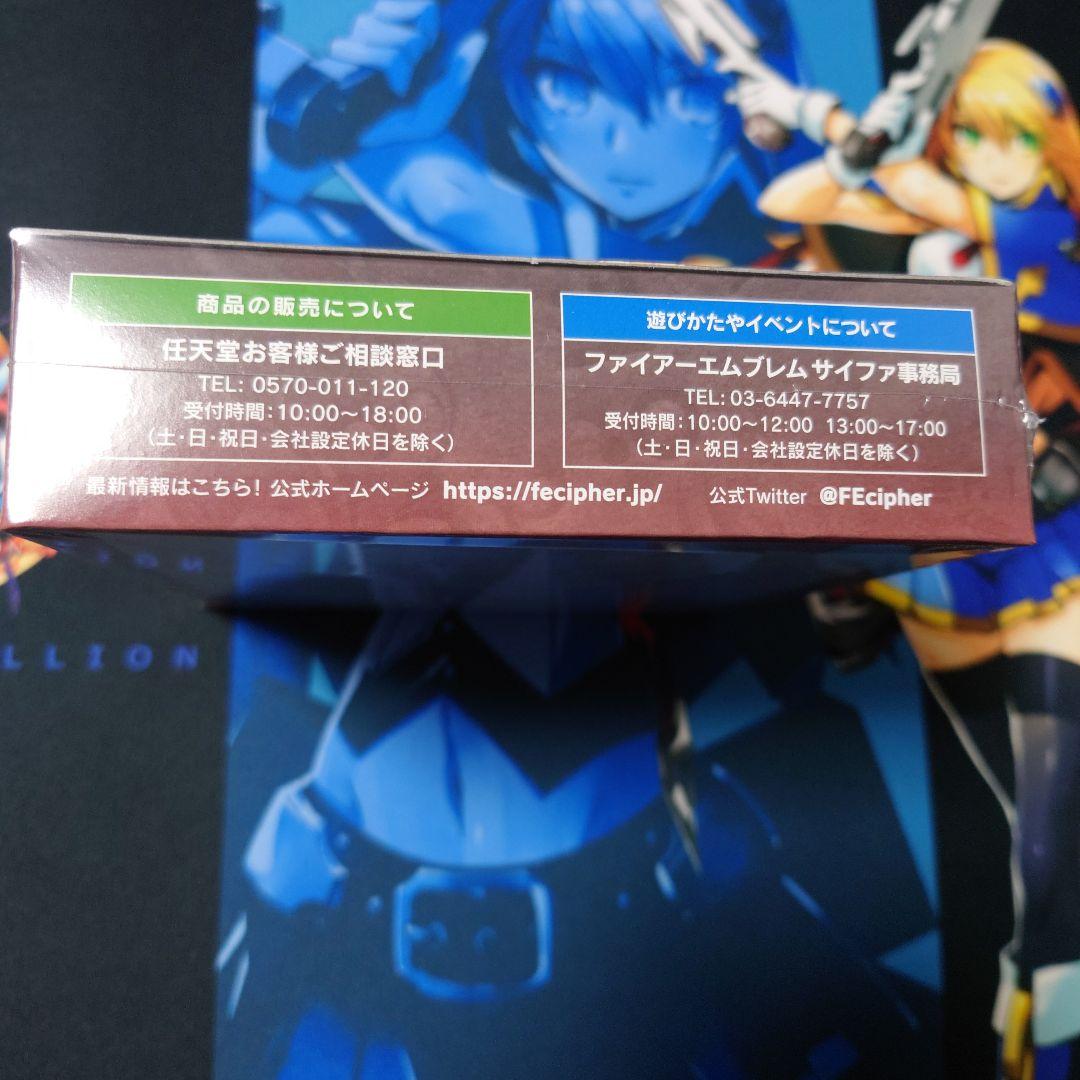 商品の販売について
任天堂お客様ご相談窓口
TEL: 0570-011-120
受付時間:10:00〜18:00
(土・日・祝日・会社設定休日を除く)
遊びかたやイベントについて
ファイアーエムブレム サイファ事務局
TEL: 03-6447-7757
受付時間:10:00〜12:00 13:00〜17:00
(土・日・祝日・会社設定休日を除く)
最新情報はこちら! 公式ホームページ https://fecipher.jp/ 公式Twitter @FEcipher
LLION